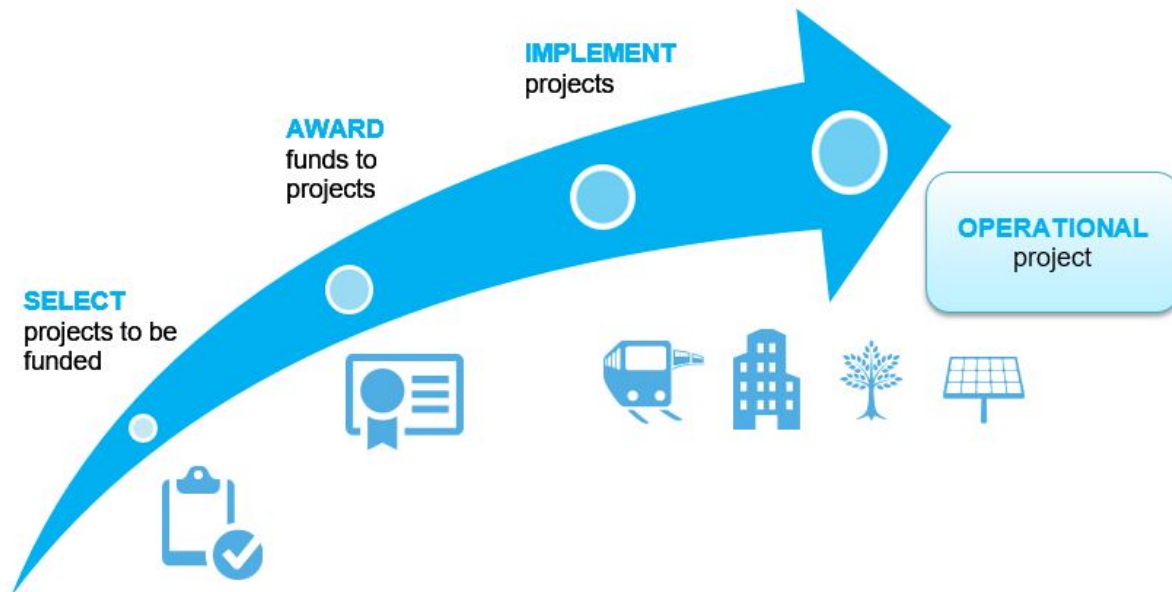 SELECT
projects to be
funded
AWARD
funds to
projects
IMPLEMENT
projects
OPERATIONAL
project